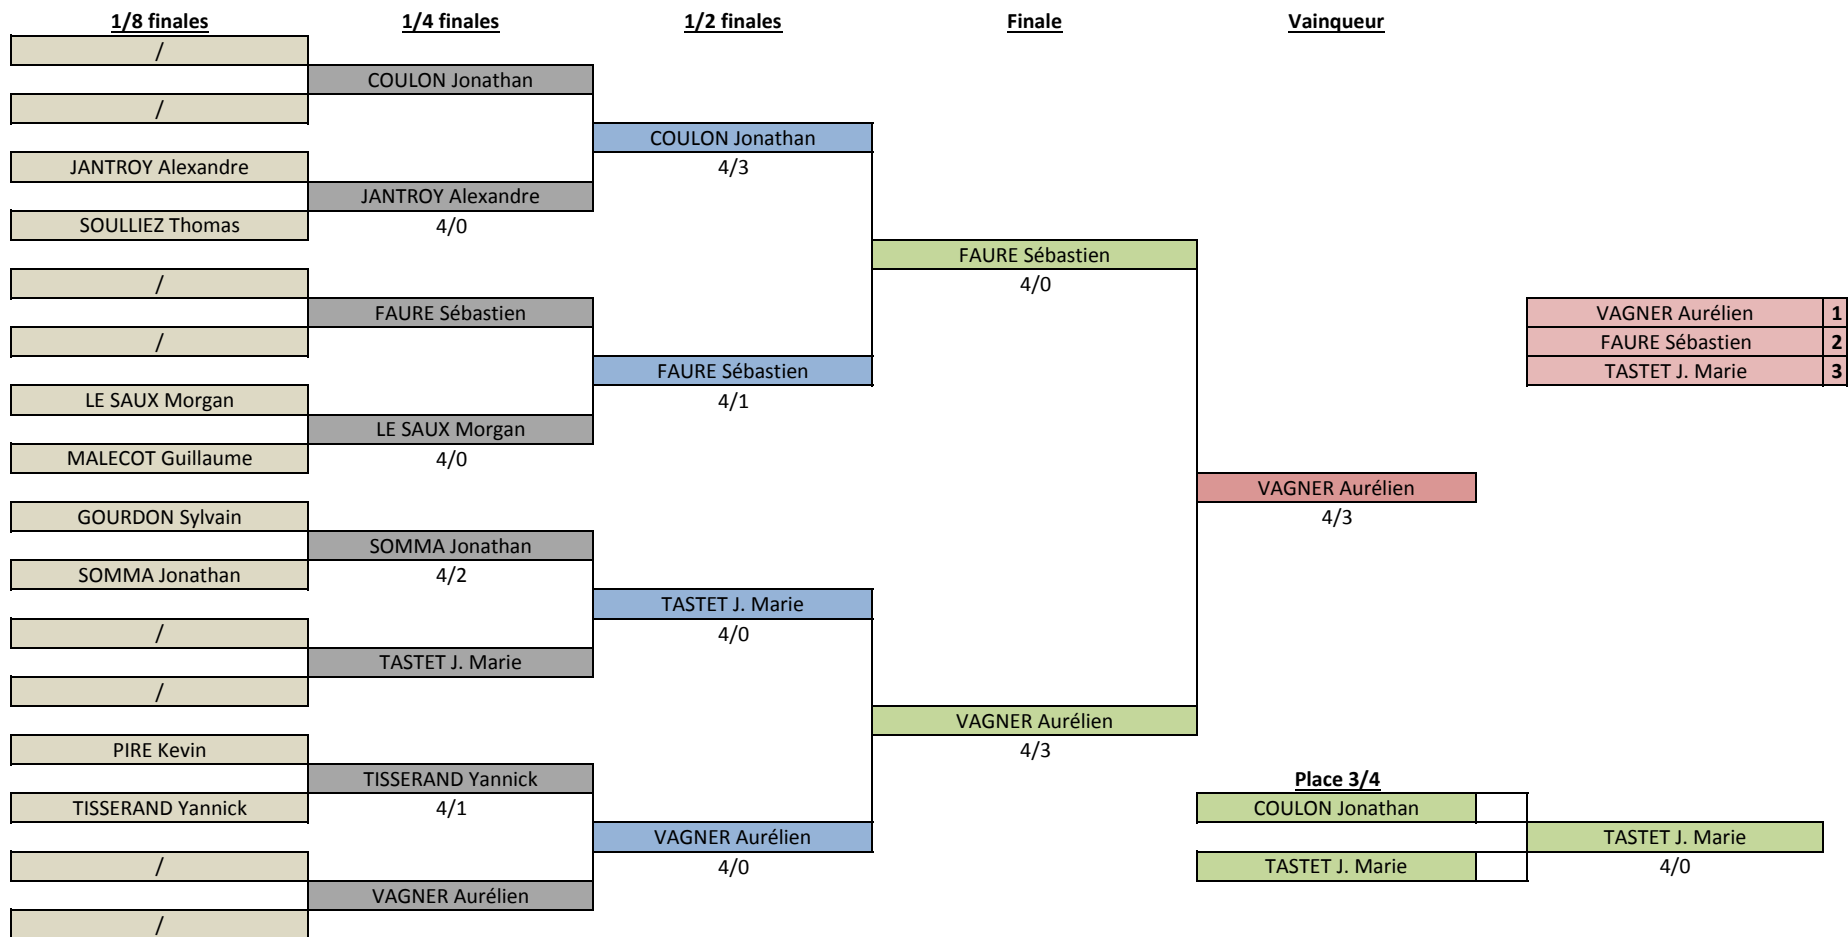 1/8 finales 1/4 finales 1/2 finales Finale Vainqueur
/
COULON Jonathan
/
COULON Jonathan
JANTROY Alexandre 4/3
JANTROY Alexandre
SOULLIEZ Thomas 4/0
FAURE Sébastien
/ 4/0
FAURE Sébastien VAGNER Aurélien 1
/ FAURE Sébastien 2
FAURE Sébastien TASTET J. Marie 3
LE SAUX Morgan 4/1
LE SAUX Morgan
MALECOT Guillaume 4/0
VAGNER Aurélien
GOURDON Sylvain 4/3
SOMMA Jonathan
SOMMA Jonathan 4/2
TASTET J. Marie
/ 4/0
TASTET J. Marie
/
VAGNER Aurélien
PIRE Kevin 4/3
TISSERAND Yannick Place 3/4
TISSERAND Yannick 4/1 COULON Jonathan
VAGNER Aurélien TASTET J. Marie
/ 4/0 TASTET J. Marie 4/0
VAGNER Aurélien
/